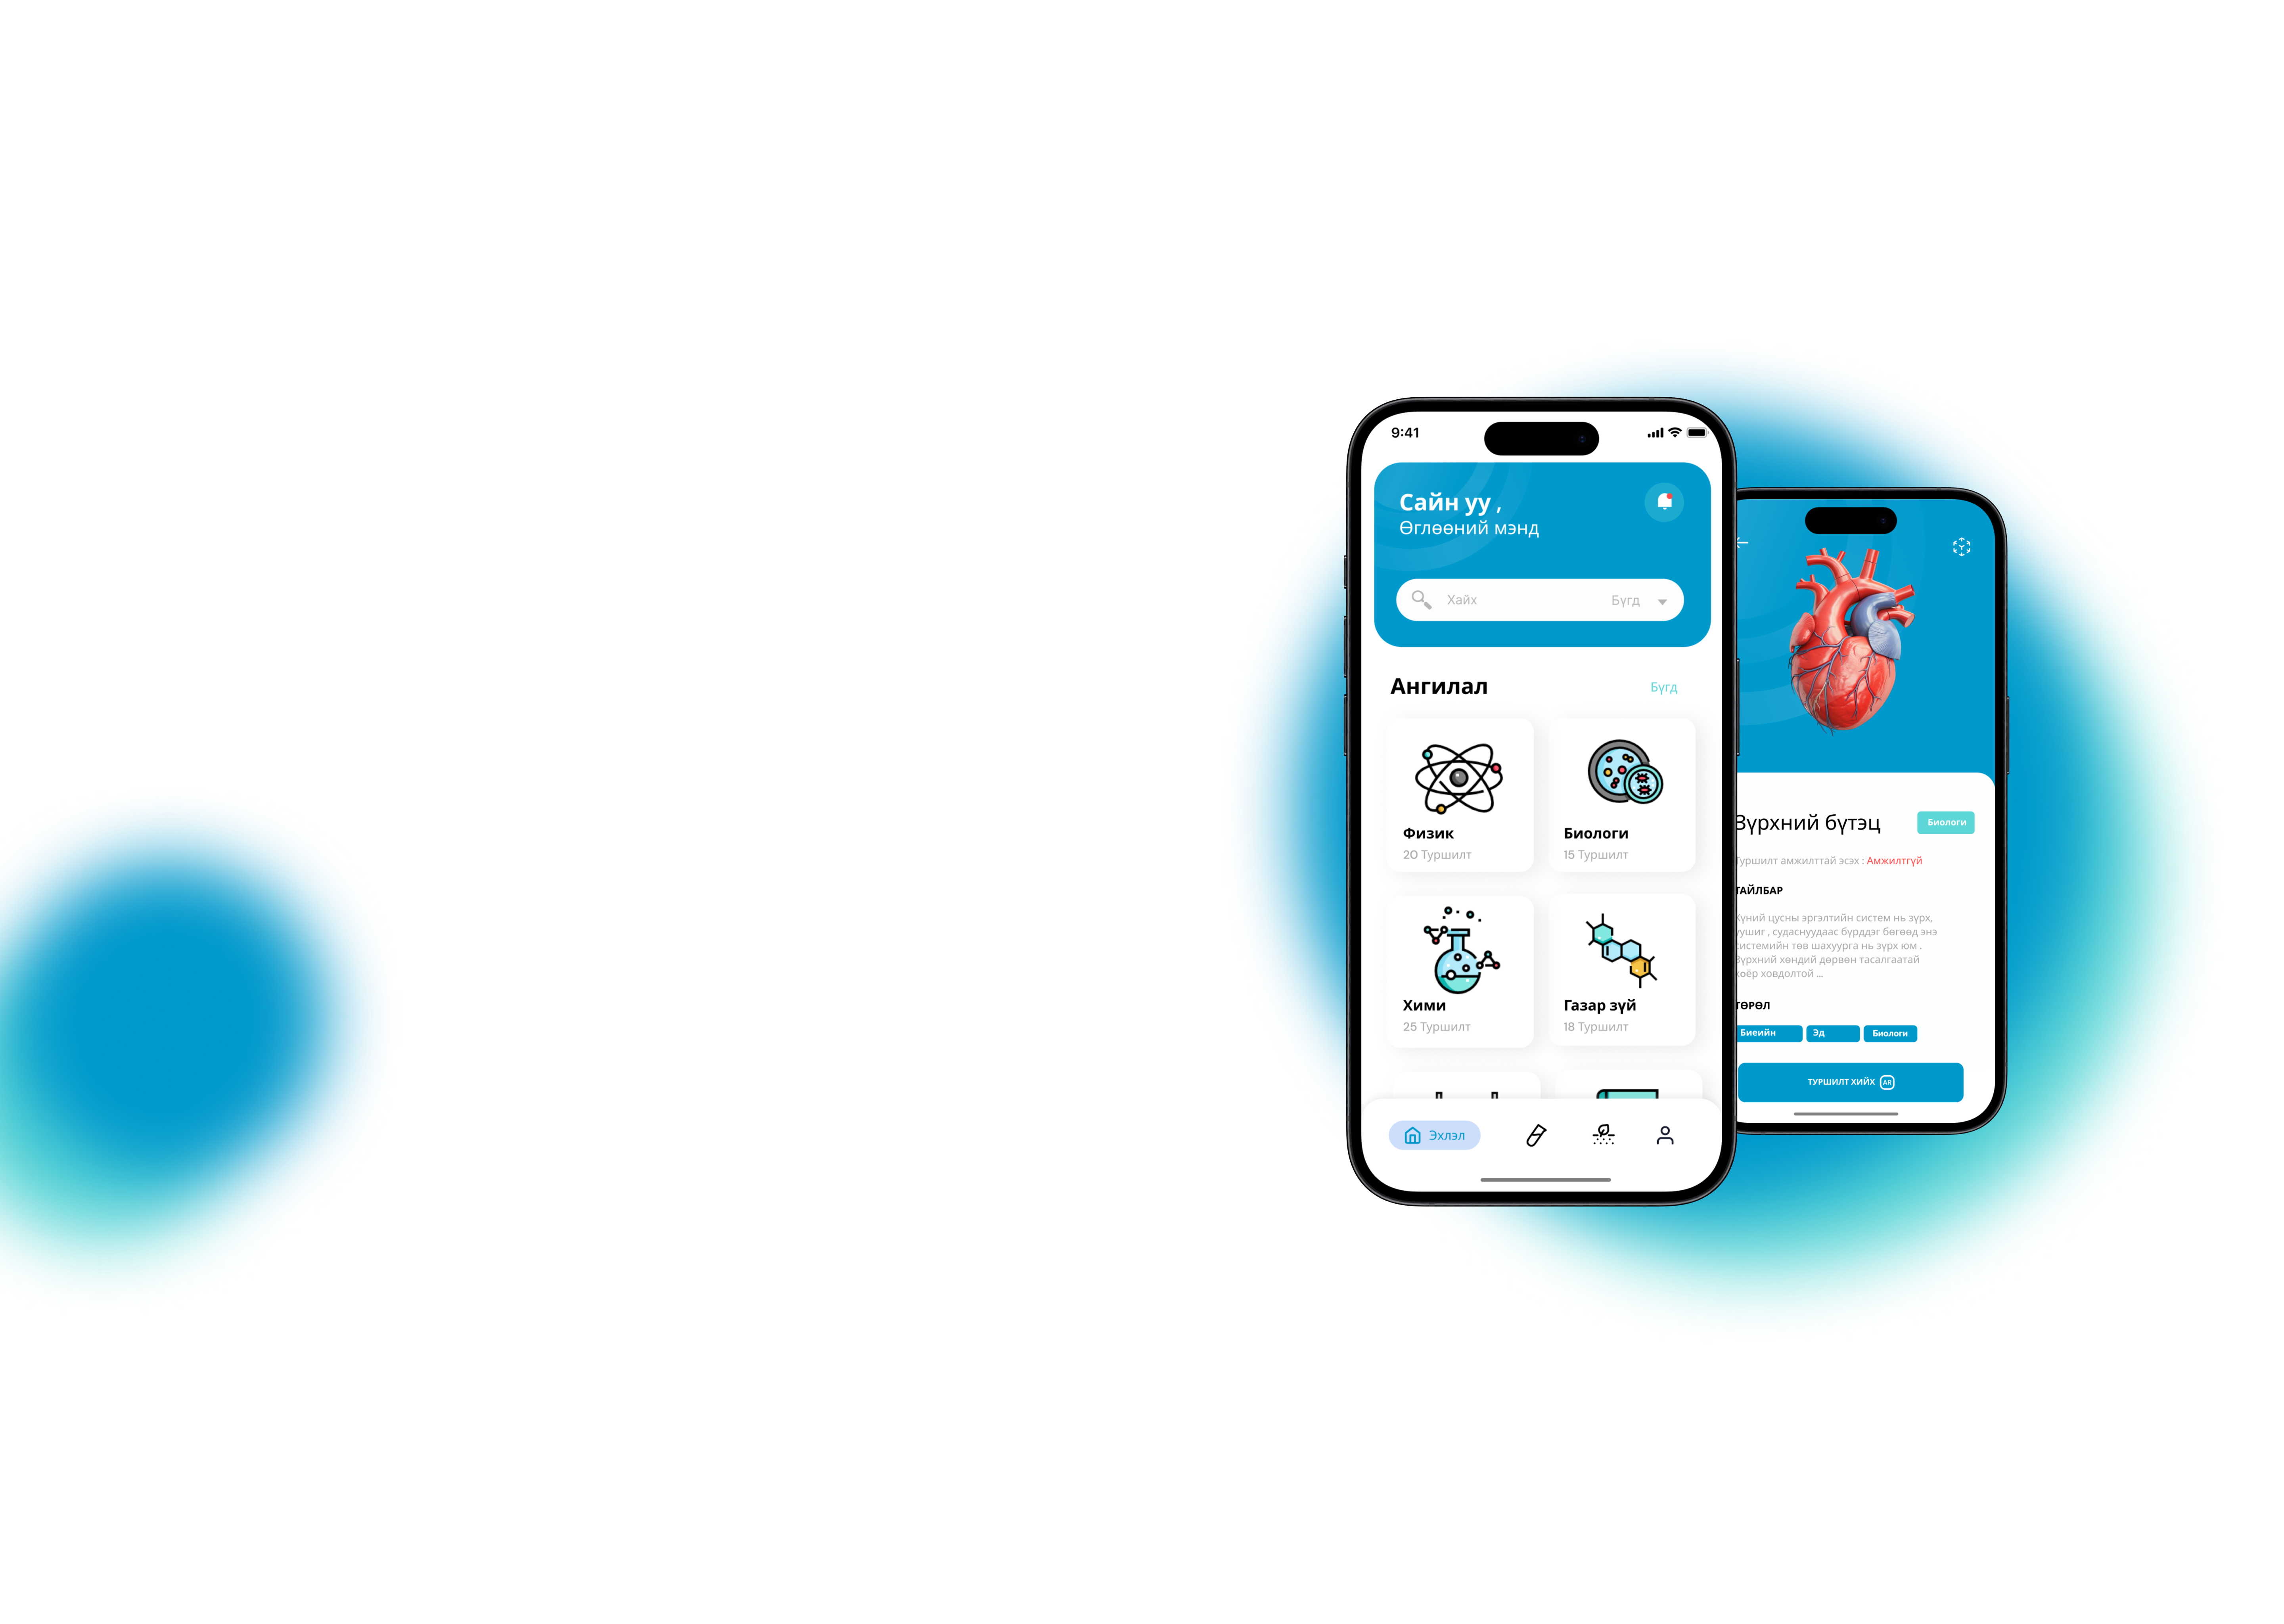 9:41
Сайн уу ,
Өглөөний мэнд
Хайх Бүгд
Ангилал Бүгд
Физик
20 Туршилт
Биологи
15 Туршилт
Хими
25 Туршилт
Газар зүй
18 Туршилт
Эхлэл
Зүрхний бүтэц Биологи
Туршилт амжилттай эсэх : Амжилтгүй
ТАЙЛБАР
Хүний цусны эргэлтийн систем нь зүрх,
уушиг , судаснуудаас бүрддэг бөгөөд энэ
системийн төв шахуурга нь зүрх юм .
Зүрхний хөндий дөрвөн тасалгаатай
хоёр ховдолтой ...
ТӨРӨЛ
Биеийн Эд Биологи
ТУРШИЛТ ХИЙХ AR